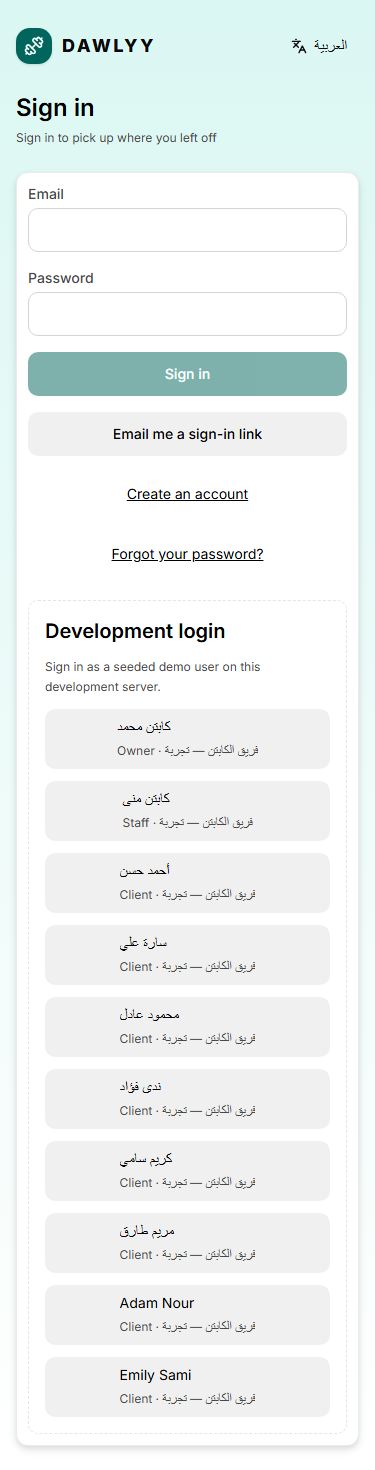 DAWLYY
العربية
Sign in
Sign in to pick up where you left off
Email
Password
Sign in
Email me a sign-in link
Create an account
Forgot your password?
Development login
Sign in as a seeded demo user on this
development server.
كابتن محمد
Owner · فريق الكابتن — تجربة
كابتن منى
Staff · فريق الكابتن — تجربة
أحمد حسن
Client · فريق الكابتن — تجربة
سارة علي
Client · فريق الكابتن — تجربة
محمود عادل
Client · فريق الكابتن — تجربة
ندى فؤاد
Client · فريق الكابتن — تجربة
كريم سامي
Client · فريق الكابتن — تجربة
مريم طارق
Client · فريق الكابتن — تجربة
Adam Nour
Client · فريق الكابتن — تجربة
Emily Sami
Client · فريق الكابتن — تجربة